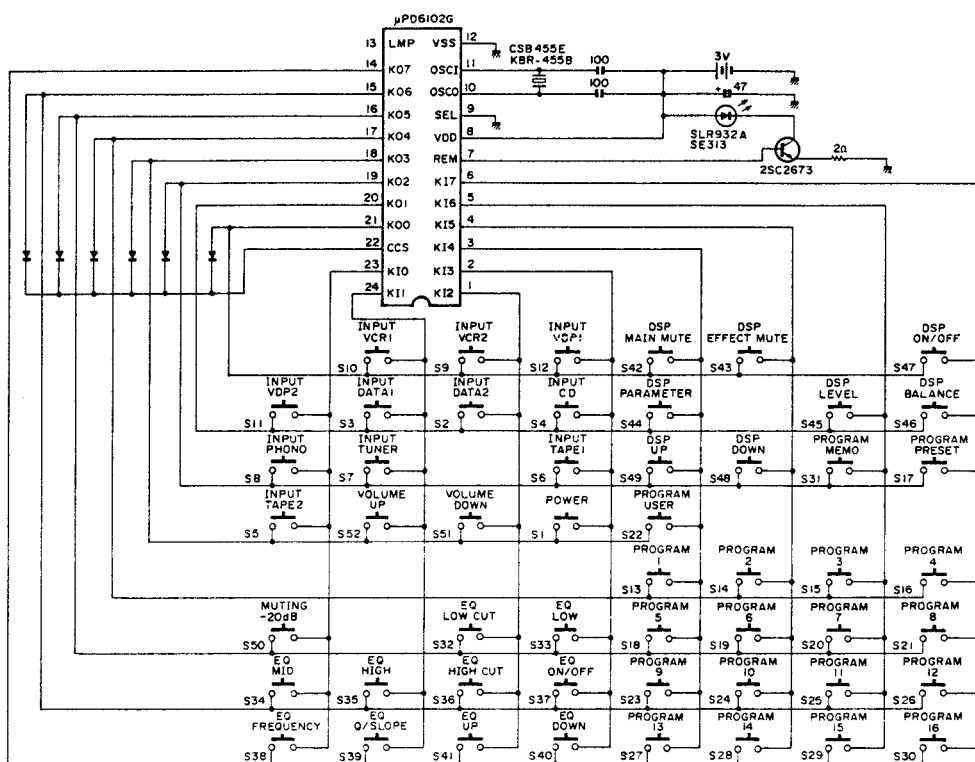 μPD6102G
13 LMP VSS 12
14 KO7 OSCI 11
15 KO6 OSCO 10
16 KO5 SEL 9
17 KO4 VDD 8
18 KO3 REM 7
19 KO2 KI7 6
20 KO1 KI6 5
21 KO0 KI5 4
22 CCS KI4 3
23 KI0 KI3 2
24 KI1 KI2 1
CSB455E
KBR-455B
100
100
3V
+ 47
SLR932A
SE313
2SC2673
2Ω
INPUT INPUT INPUT DSP DSP DSP
VCR1 VCR2 VDP1 MAIN MUTE EFFECT MUTE ON/OFF
S10 S9 S12 S42 S43 S47
INPUT INPUT INPUT INPUT DSP DSP DSP
VDP2 DATA1 DATA2 CD PARAMETER LEVEL BALANCE
S11 S3 S2 S4 S44 S45 S46
INPUT INPUT INPUT DSP DSP PROGRAM PROGRAM
PHONO TUNER TAPE1 UP DOWN MEMO PRESET
S8 S7 S6 S49 S48 S31 S17
INPUT VOLUME VOLUME POWER PROGRAM
TAPE2 UP DOWN USER
S5 S52 S51 S1 S22
PROGRAM PROGRAM PROGRAM PROGRAM
1 2 3 4
S13 S14 S15 S16
MUTING EQ EQ PROGRAM PROGRAM PROGRAM PROGRAM
-20dB LOW CUT LOW 5 6 7 8
S50 S32 S33 S18 S19 S20 S21
EQ EQ EQ EQ PROGRAM PROGRAM PROGRAM PROGRAM
MID HIGH HIGH CUT ON/OFF 9 10 11 12
S34 S35 S36 S37 S23 S24 S25 S26
EQ EQ EQ EQ PROGRAM PROGRAM PROGRAM PROGRAM
FREQUENCY Q/SLOPE UP DOWN 13 14 15 16
S38 S39 S41 S40 S27 S28 S29 S30